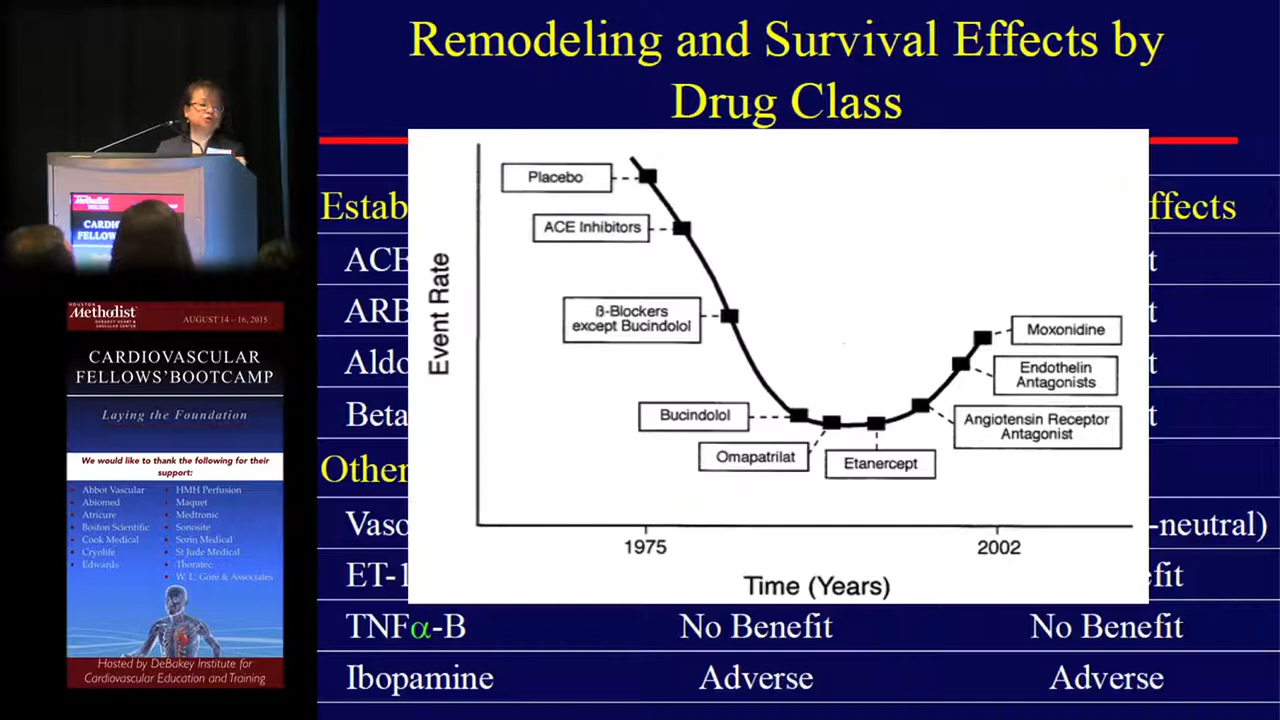 Remodeling and Survival Effects by
Drug Class
Placebo
ACE Inhibitors
ß-Blockers
except Bucindolol
Bucindolol
Omapatrilat
Etanercept
Moxonidine
Endothelin
Antagonists
Angiotensin Receptor
Antagonist
Event Rate
1975
2002
Time (Years)
Estab
ffects
ACE
t
ARB
t
Aldo
t
Beta
t
Other
Vaso
-neutral)
ET-1
efit
TNFα-B No Benefit No Benefit
Ibopamine Adverse Adverse
Methodist
CARDIO
FELLOWS
HOUSTON
Methodist
DEBAKEY HEART &
VASCULAR CENTER
AUGUST 14 – 16, 2015
CARDIOVASCULAR
FELLOWS'BOOTCAMP
Laying the Foundation
We would like to thank the following for their
support:
Abbot Vascular
Abiomed
Atricure
Boston Scientific
Cook Medical
Cryolife
Edwards
HMH Perfusion
Maquet
Medtronic
Sonosite
Sorin Medical
St Jude Medical
Thoratec
W. L. Gore & Associates
Hosted by DeBakey Institute for
Cardiovascular Education and Training